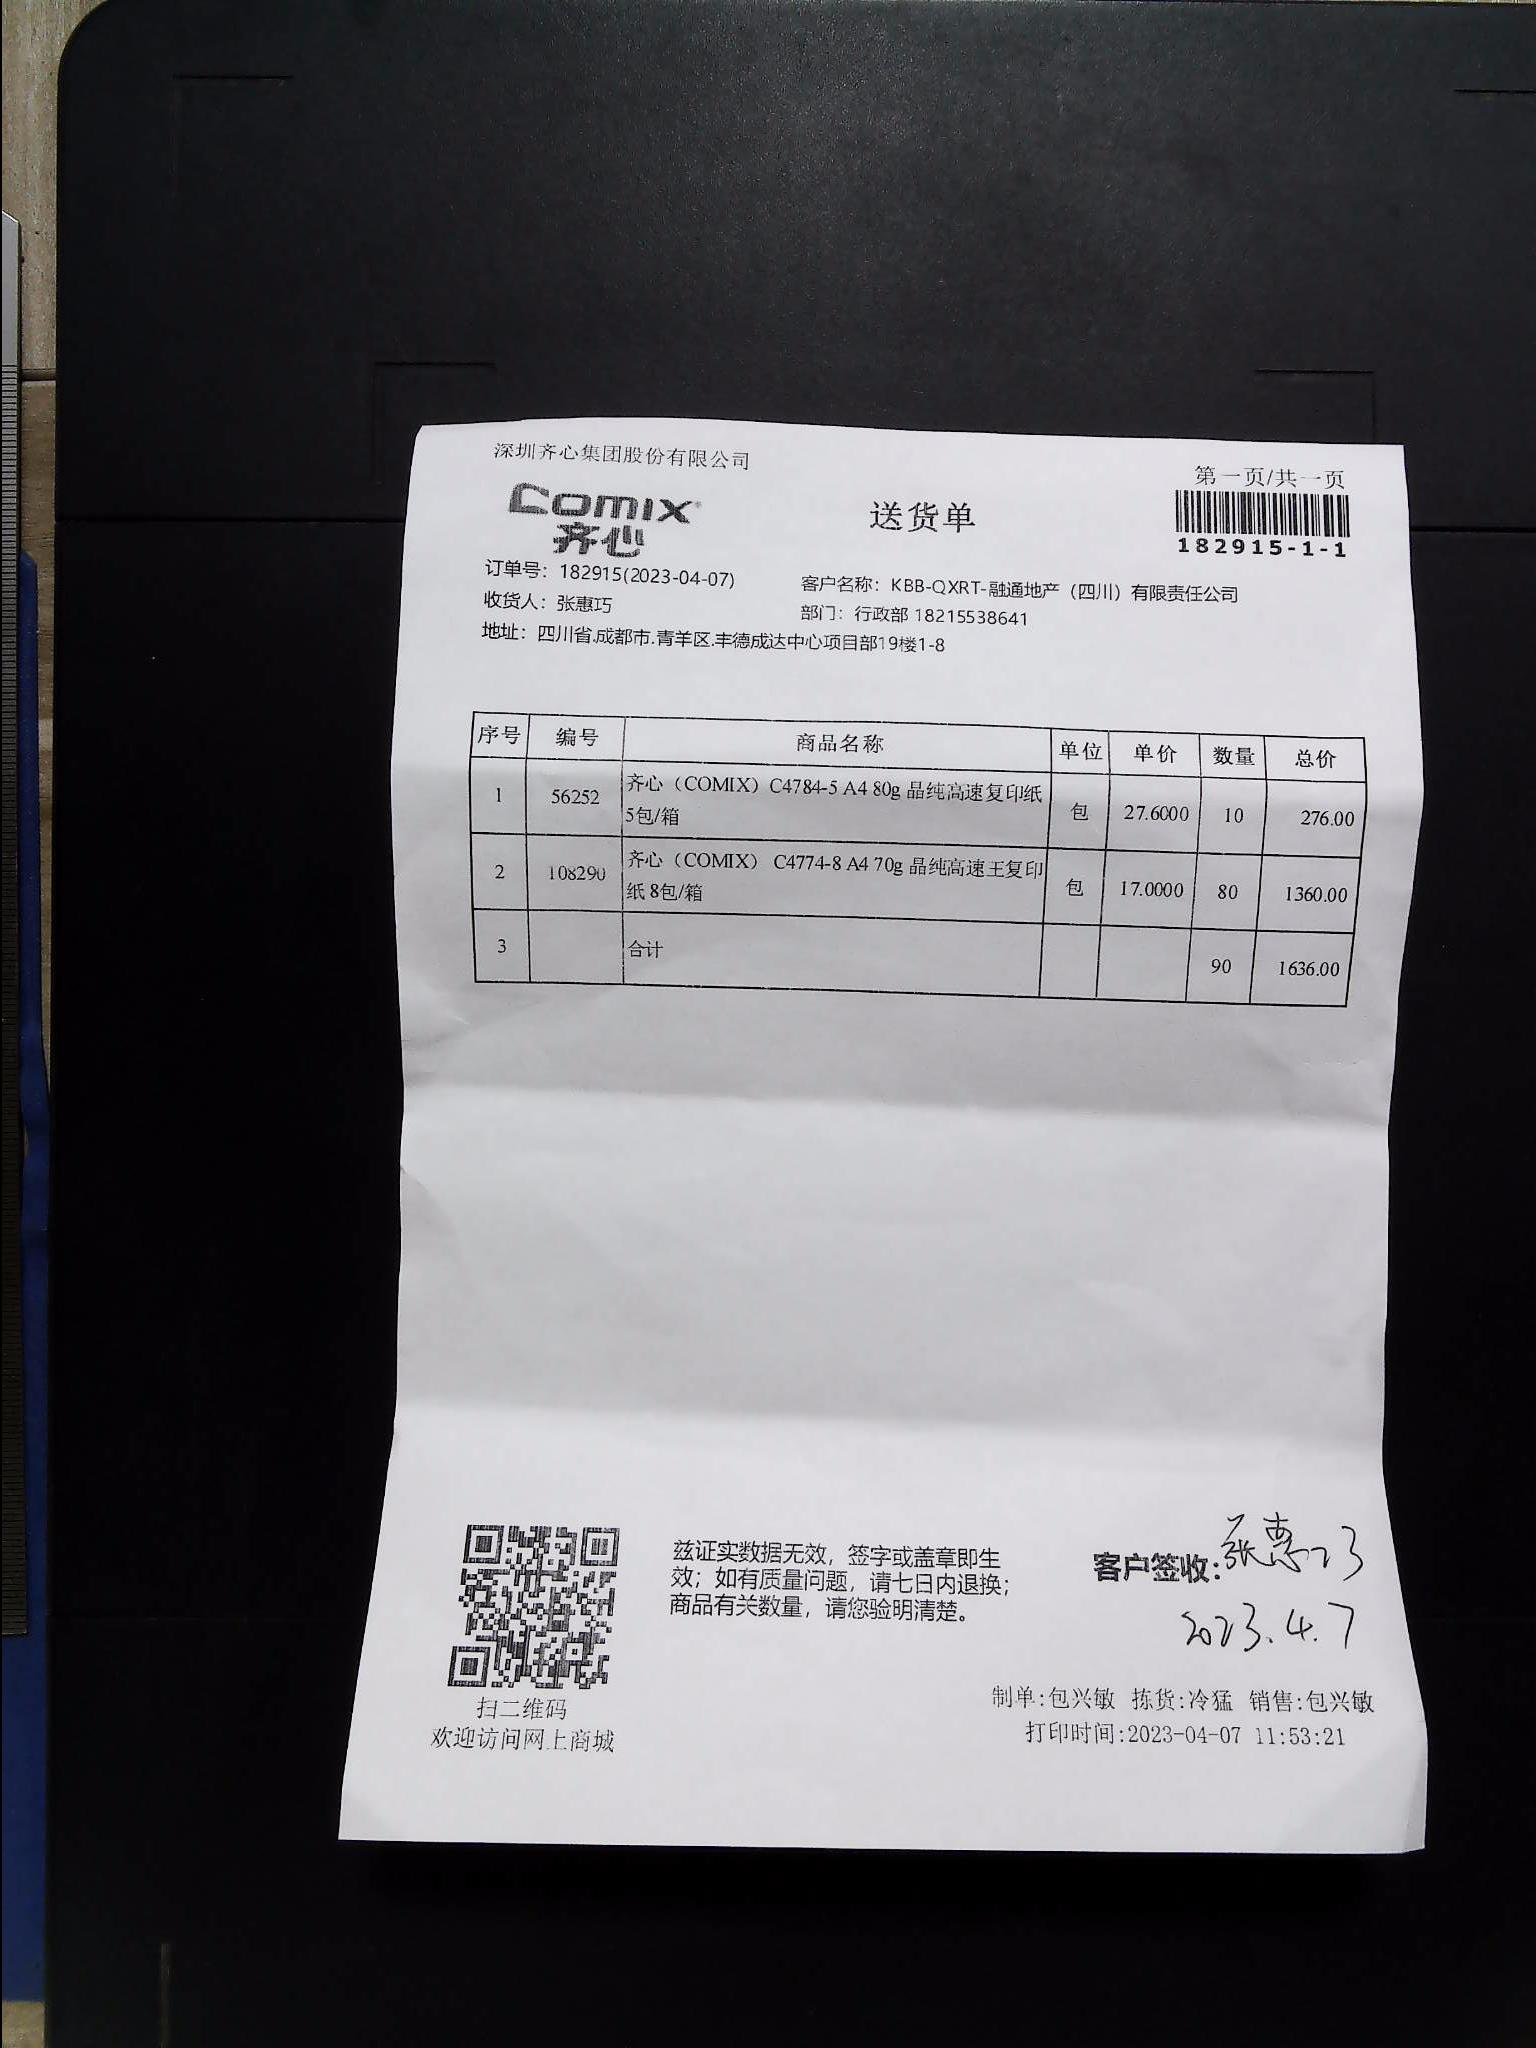 深圳齐心集团股份有限公司
第一页/共一页
COMIX
齐心
送货单
182915-1-1
订单号：182915(2023-04-07)
客户名称：KBB-QXRT-融通地产（四川）有限责任公司
收货人：张惠巧
部门：行政部 18215538641
地址：四川省.成都市.青羊区.丰德成达中心项目部19楼1-8
序号 编号 商品名称 单位 单价 数量 总价
1 56252 齐心（COMIX）C4784-5 A4 80g 晶纯高速复印纸 包 27.6000 10 276.00
5包/箱
2 108290 齐心（COMIX） C4774-8 A4 70g 晶纯高速王复印 包 17.0000 80 1360.00
纸 8包/箱
3 合计 90 1636.00
兹证实数据无效，签字或盖章即生
效；如有质量问题，请七日内退换；
商品有关数量，请您验明清楚。
客户签收:张惠巧
2023.4.7
扫二维码
欢迎访问网上商城
制单:包兴敏 拣货:冷猛 销售:包兴敏
打印时间:2023-04-07 11:53:21